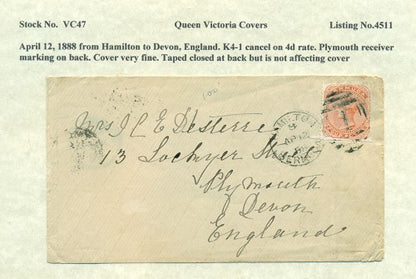 Stock No. VC47 Queen Victoria Covers Listing No.4511
April 12, 1888 from Hamilton to Devon, England. K4-1 cancel on 4d rate. Plymouth receiver
marking on back. Cover very fine. Taped closed at back but is not affecting cover
Mrs J C E DesTerre
13 Lockyer Street
Plymouth
Devon
England